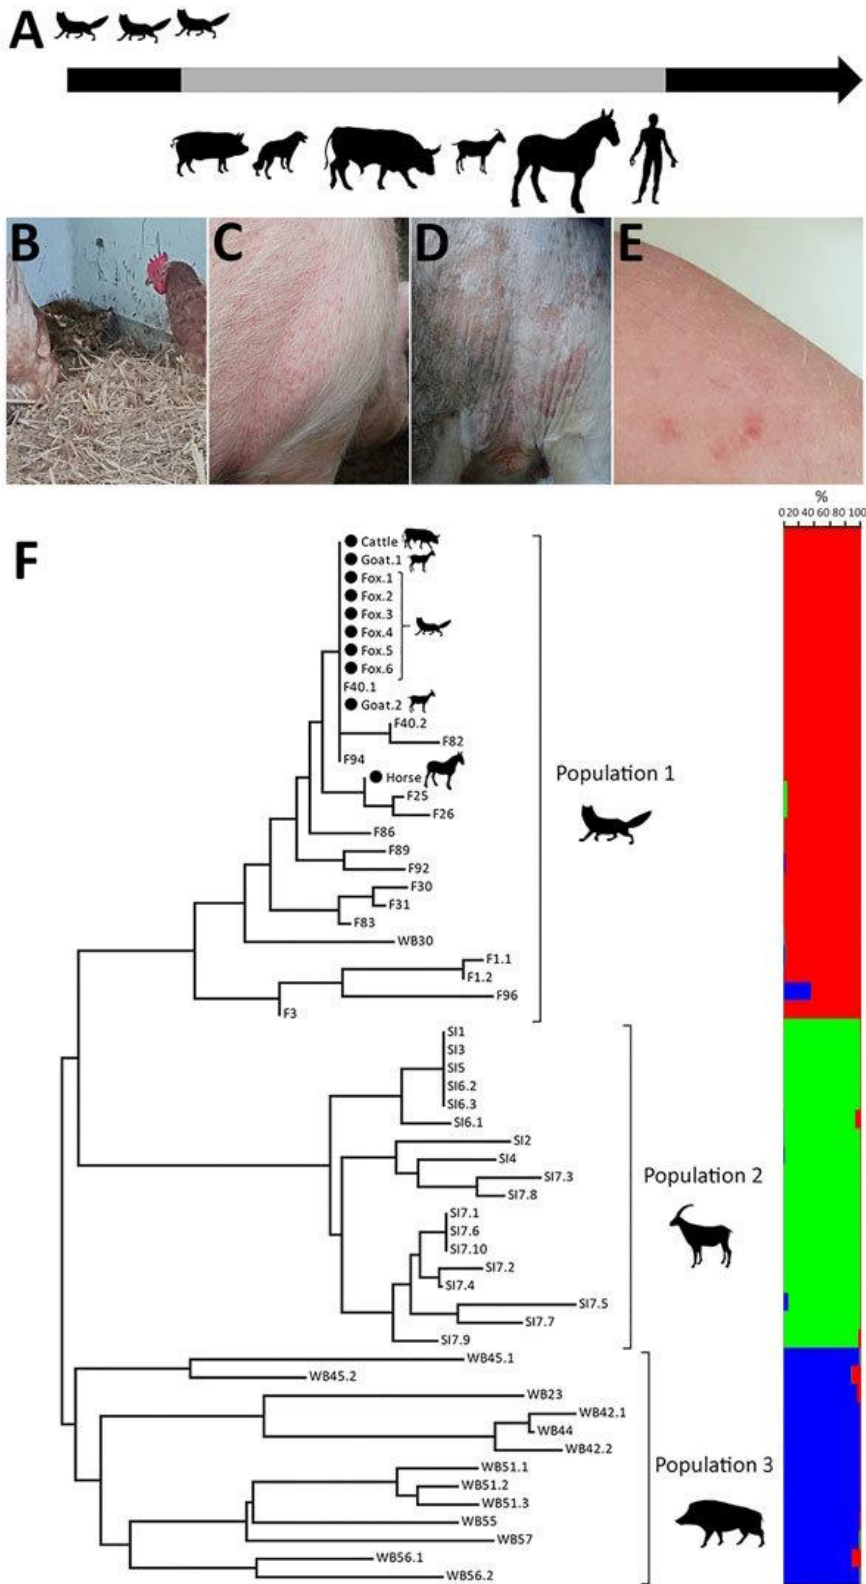 A
B
C
D
E
%
0 20 40 60 80 100
F
Cattle
Goat.1
Fox.1
Fox.2
Fox.3
Fox.4
Fox.5
Fox.6
F40.1
Goat.2
F40.2
F82
F94
Horse
F25
F26
F86
F89
F92
F30
F31
F83
WB30
F1.1
F1.2
F96
F3
Population 1
SI1
SI3
SI5
SI6.2
SI6.3
SI6.1
SI2
SI4
SI7.3
SI7.8
SI7.1
SI7.6
SI7.10
SI7.2
SI7.4
SI7.5
SI7.7
SI7.9
Population 2
WB45.1
WB45.2
WB23
WB42.1
WB44
WB42.2
WB51.1
WB51.2
WB51.3
WB55
WB57
WB56.1
WB56.2
Population 3